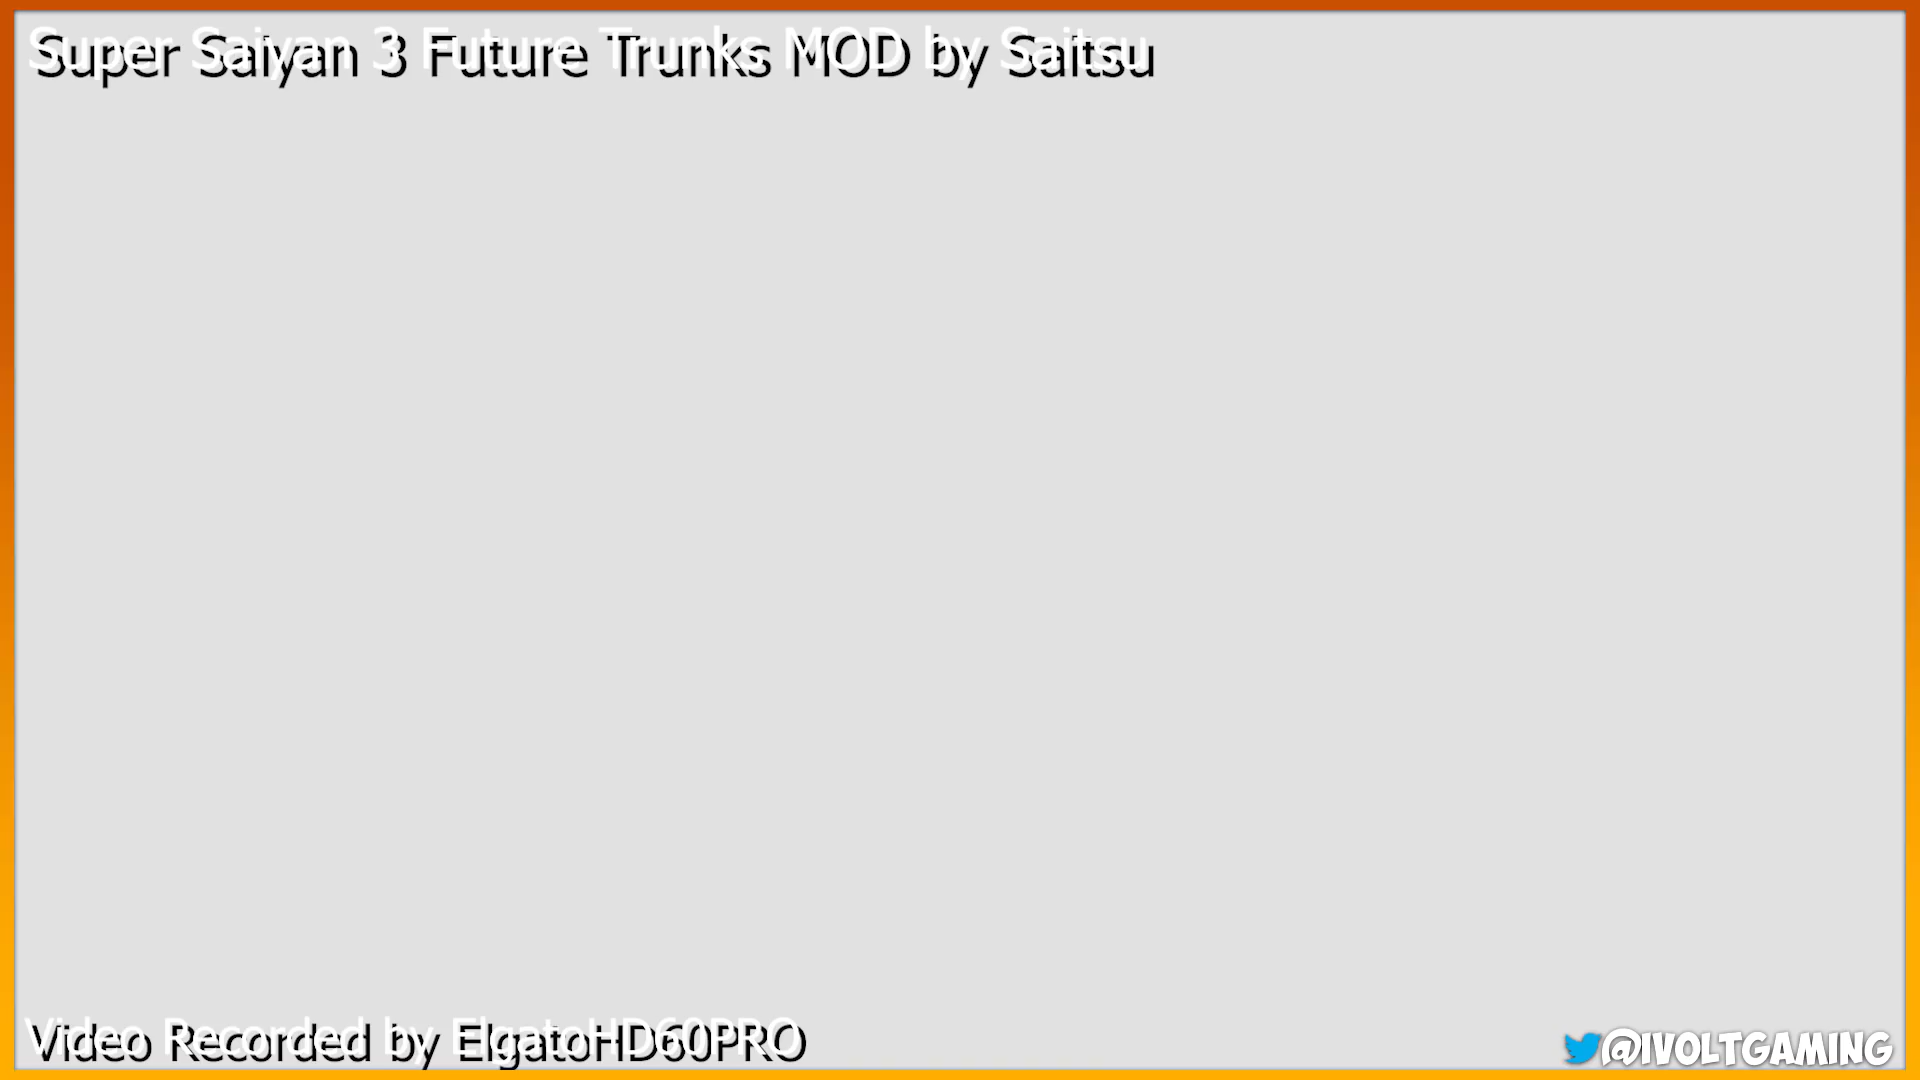 Super Saiyan 3 Future Trunks MOD by Saitsu
Video Recorded by ElgatoHD60PRO
@IVOLTGAMING